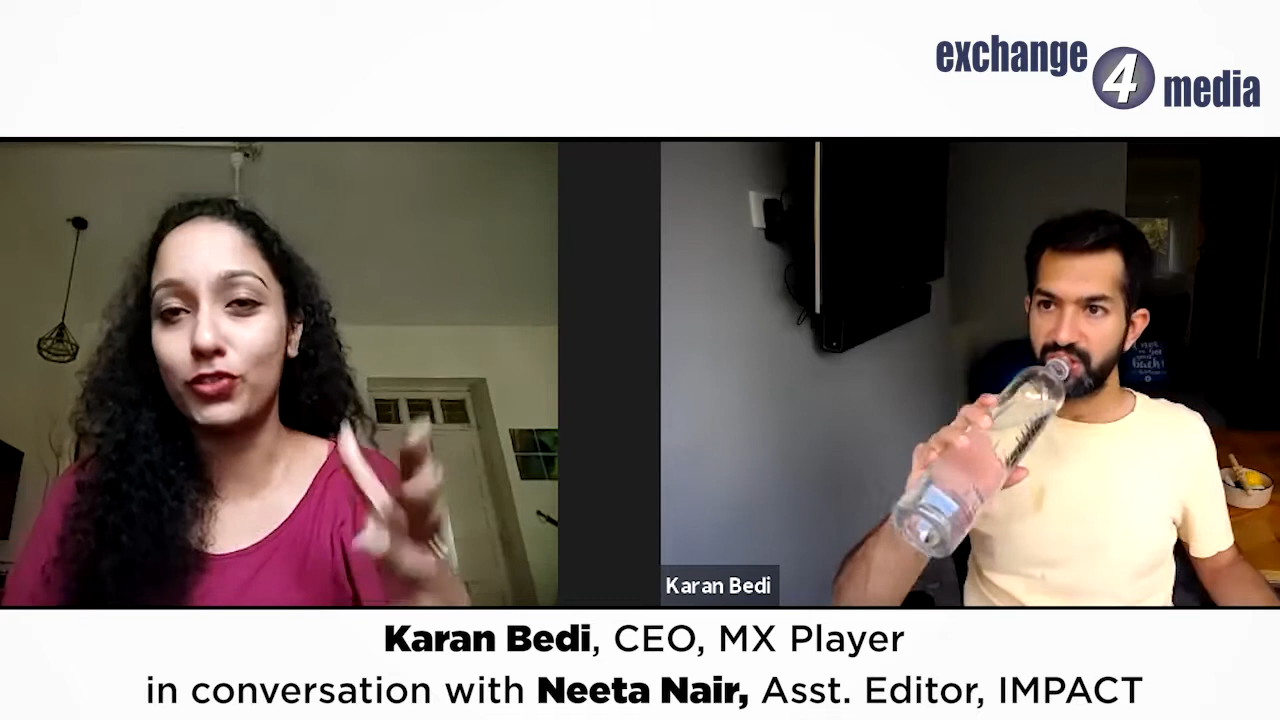 exchange
4
media
Karan Bedi
Karan Bedi, CEO, MX Player
in conversation with Neeta Nair, Asst. Editor, IMPACT